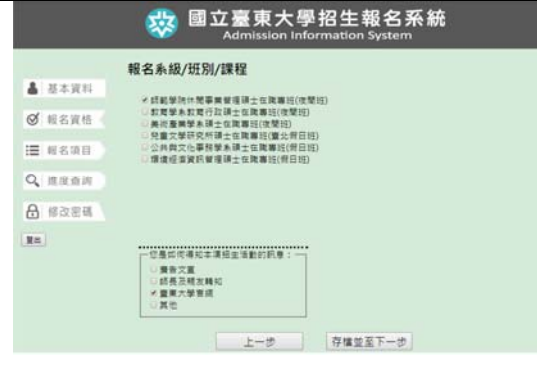 國立臺東大學招生報名系統
Admission Information System
報名系級/班別/課程
基本資料
報名資格
報名項目
進度查詢
修改密碼
登出
師範學院休閒事業管理碩士在職專班(夜間班)
教育學系教育行政碩士在職專班(夜間班)
美術產業學系碩士在職專班(夜間班)
兒童文學研究所碩士在職專班(臺北假日班)
公共與文化事務學系碩士在職專班(假日班)
環境經濟資訊管理碩士在職專班(假日班)
您是如何得知本項招生活動的訊息：
廣告文宣
師長及親友轉知
臺東大學官網
其他
上一步
存檔並至下一步